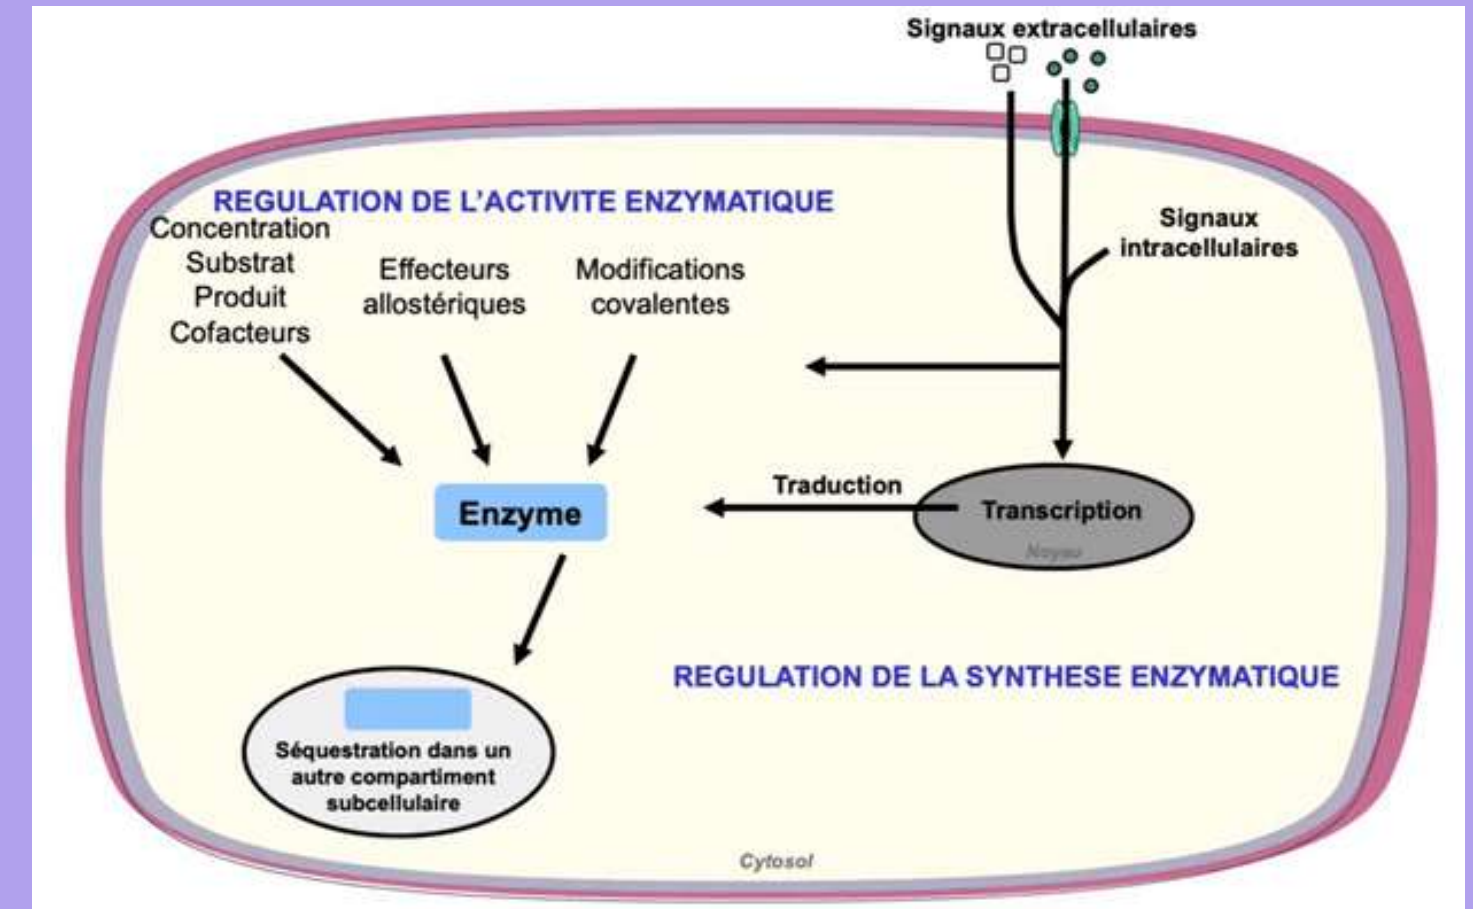 Signaux extracellulaires
REGULATION DE L'ACTIVITE ENZYMATIQUE
Concentration
Substrat
Produit
Cofacteurs
Effecteurs
allostériques
Modifications
covalentes
Signaux
intracellulaires
Traduction
Transcription
Noyau
Enzyme
REGULATION DE LA SYNTHESE ENZYMATIQUE
Séquestration dans un
autre compartiment
subcellulaire
Cytosol